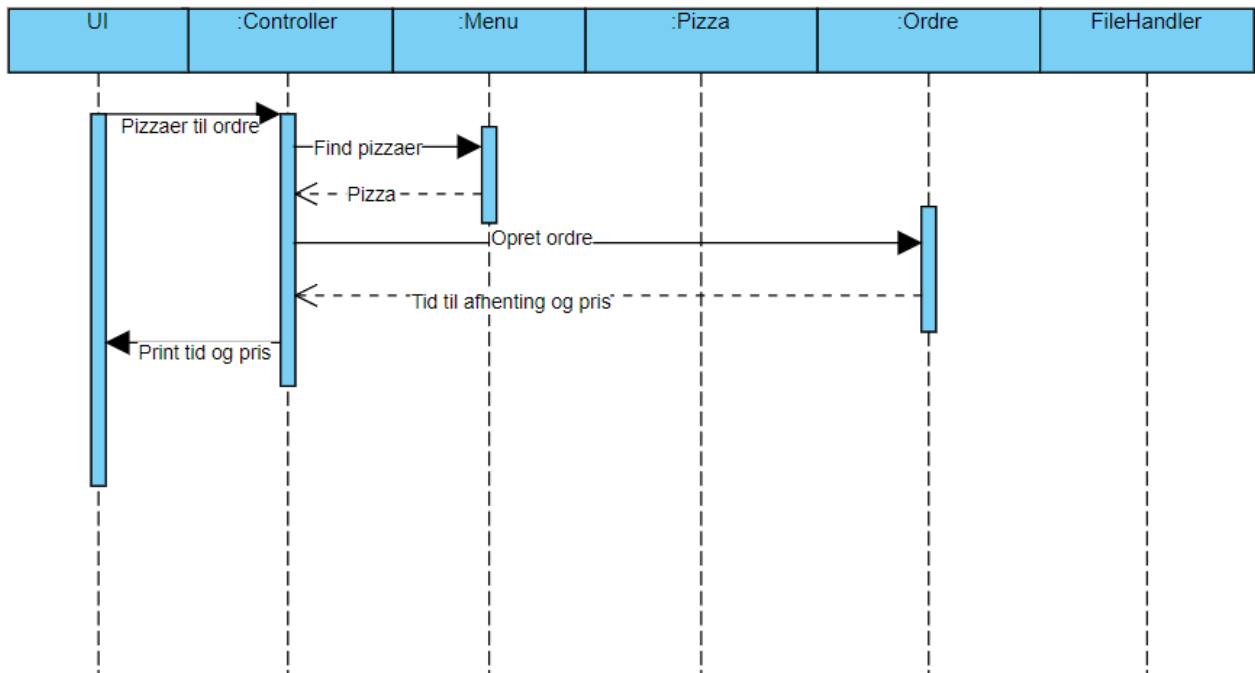 UI
:Controller
:Menu
:Pizza
:Ordre
FileHandler
Pizzaer til ordre
Find pizzaer
Pizza
Opret ordre
Tid til afhenting og pris
Print tid og pris